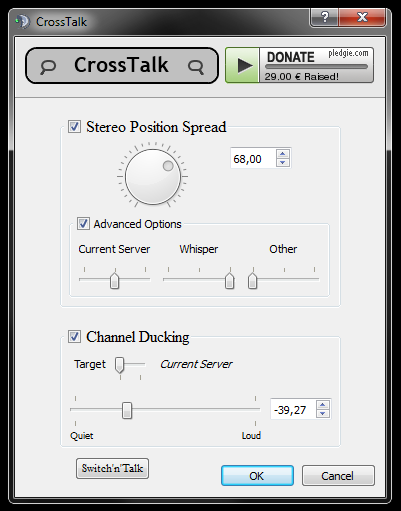 CrossTalk
CrossTalk
DONATE pledgie.com
29.00 € Raised!
Stereo Position Spread
68,00
Advanced Options
Current Server Whisper Other
Channel Ducking
Target Current Server
-39,27
Quiet Loud
Switch'n'Talk
OK Cancel